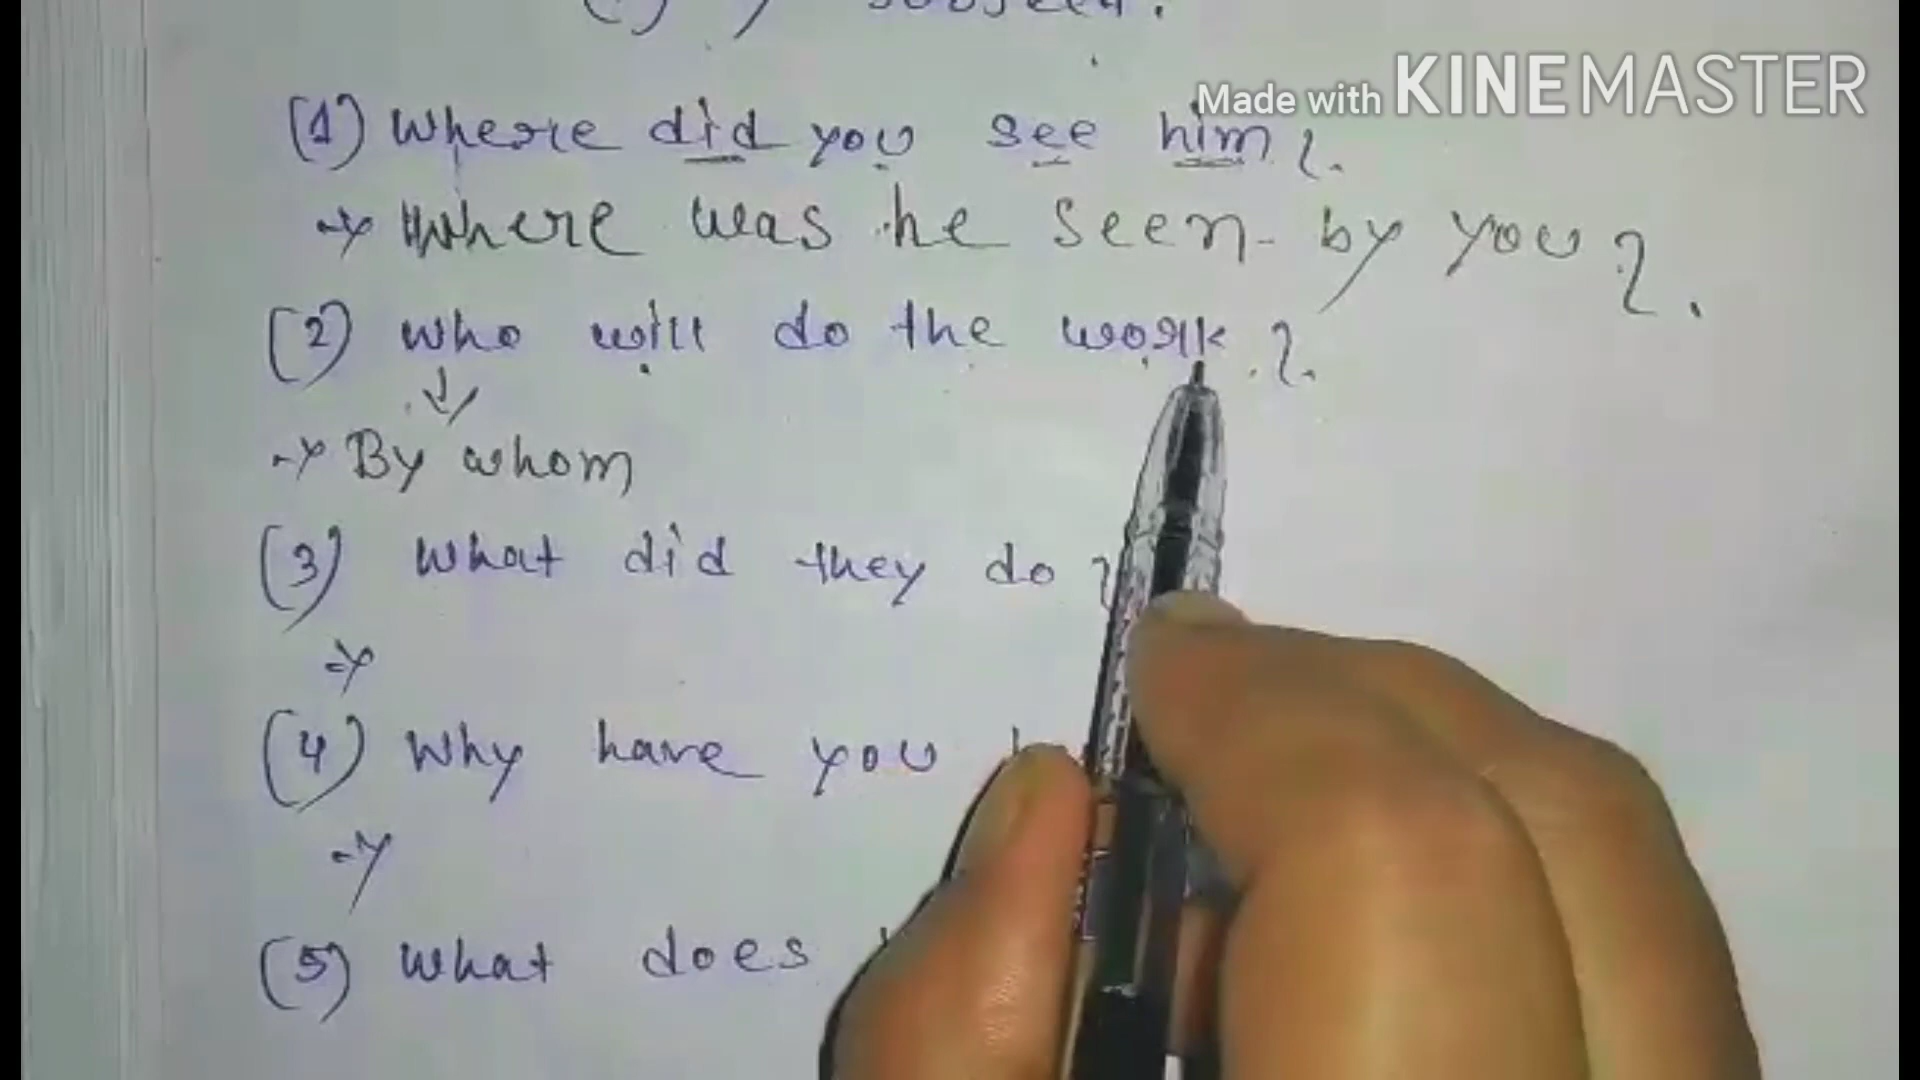 Made with KINEMASTER
(1) Where did you see him?
→ Where was he seen by you?
(2) Who will do the work?
→ By whom
(3) What did they do?
→
(4) Why have you
→
(5) What does